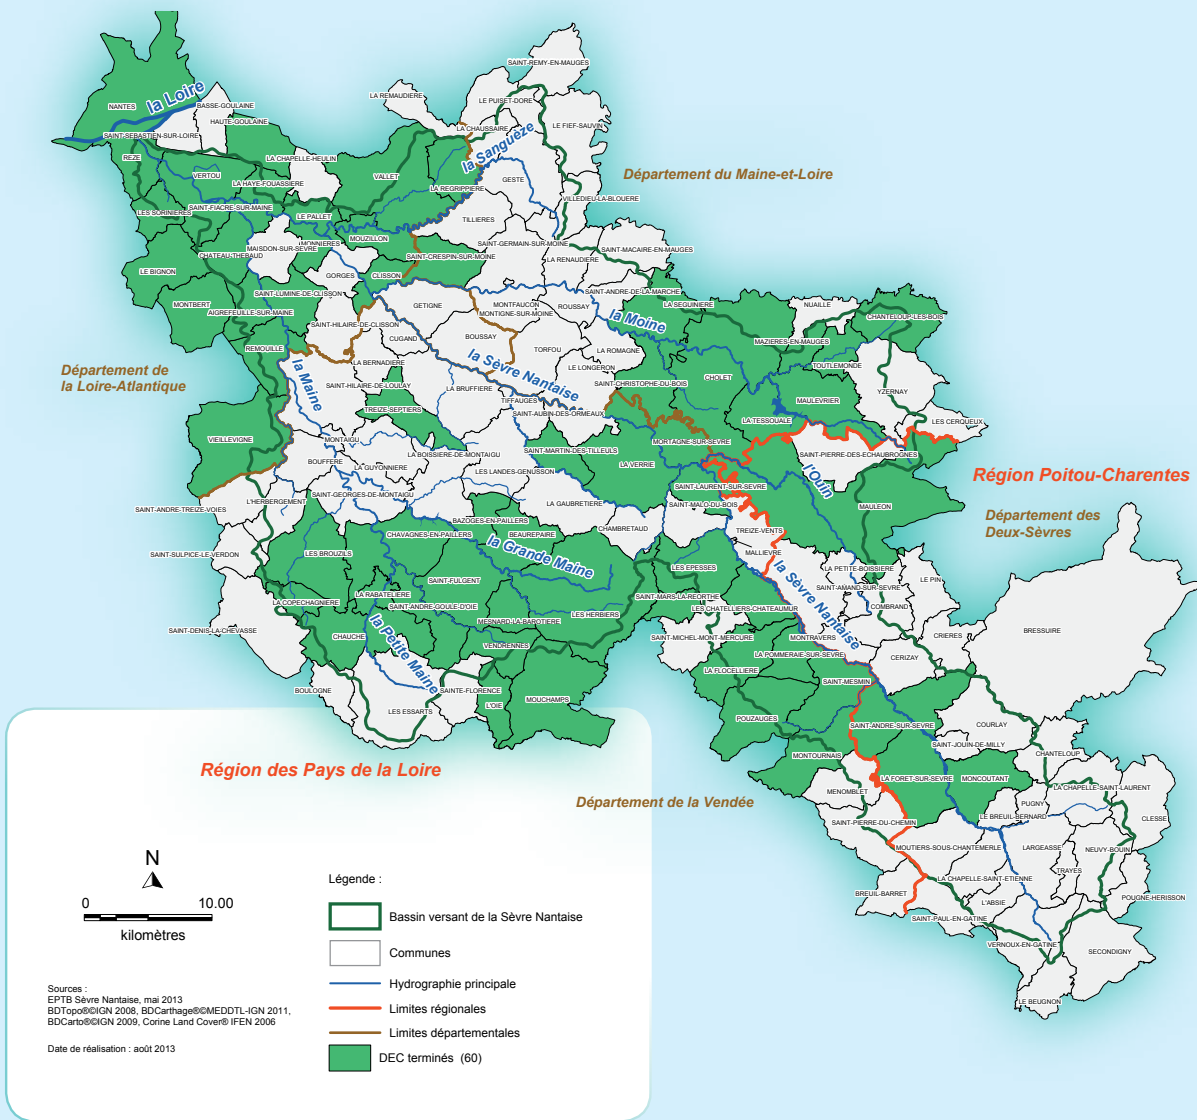 SAINT-REMY-EN-MAUGES
LA REMAUDIERE
LE PUISET-DORE
NANTES
la Loire
BASSE-GOULAINE
HAUTE-GOULAINE
LA CHAUSSAIRE
LE FIEF-SAUVIN
SAINT-SEBASTIEN-SUR-LOIRE
la Sanguèze
REZE
LA CHAPELLE-HEULIN
VERTOU
VALLET
LA HAYE-FOUASSIERE
LA REGRIPPIERE
GESTE
Département du Maine-et-Loire
VILLEDIEU-LA-BLOUERE
LES SORINIERES
SAINT-FIACRE-SUR-MAINE
LE PALLET
TILLIERES
MOUZILLON
MONNIERES
MAISDON-SUR-SEVRE
SAINT-GERMAIN-SUR-MOINE
SAINT-MACAIRE-EN-MAUGES
CHATEAU-THEBAUD
SAINT-CRESPIN-SUR-MOINE
LA RENAUDIERE
LE BIGNON
GORGES
CLISSON
SAINT-LUMINE-DE-CLISSON
SAINT-ANDRE-DE-LA-MARCHE
MONTBERT
AIGREFEUILLE-SUR-MAINE
GETIGNE
MONTFAUCON
MONTIGNE-SUR-MOINE
ROUSSAY
LA SEGUINIERE
NUAILLE
CHANTELOUP-LES-BOIS
la Moine
SAINT-HILAIRE-DE-CLISSON
CUGAND
BOUSSAY
TORFOU
LA ROMAGNE
MAZIERES-EN-MAUGES
REMOUILLE
la Sèvre Nantaise
LA BERNADIERE
LE LONGERON
TOUTLEMONDE
Département de
la Loire-Atlantique
la Maine
SAINT-HILAIRE-DE-LOULAY
LA BRUFFIERE
SAINT-CHRISTOPHE-DU-BOIS
CHOLET
YZERNAY
TIFFAUGES
MAULEVRIER
TREIZE-SEPTIERS
SAINT-AUBIN-DES-ORMEAUX
LA TESSOUALE
LES CERQUEUX
VIEILLEVIGNE
MONTAIGU
MORTAGNE-SUR-SEVRE
SAINT-MARTIN-DES-TILLEULS
LA BOISSIERE-DE-MONTAIGU
SAINT-PIERRE-DES-ECHAUBROGNES
BOUFFERE
LA GUYONNIERE
LES LANDES-GENUSSON
LA VERRIE
l'Ouin
Région Poitou-Charentes
SAINT-LAURENT-SUR-SEVRE
L'HERBERGEMENT
SAINT-GEORGES-DE-MONTAIGU
LA GAUBRETIERE
SAINT-MALO-DU-BOIS
MAULEON
SAINT-ANDRE-TREIZE-VOIES
BAZOGES-EN-PAILLERS
Département des
Deux-Sèvres
CHAMBRETAUD
TREIZE-VENTS
CHAVAGNES-EN-PAILLERS
BEAUREPAIRE
la Grande Maine
SAINT-SULPICE-LE-VERDON
LES BROUZILS
MALLIEVRE
LES EPESSES
LA PETITE-BOISSIERE
la Sèvre Nantaise
SAINT-FULGENT
SAINT-AMAND-SUR-SEVRE
LE PIN
LA RABATELIERE
SAINT-MARS-LA-REORTHE
LA COPECHAGNIERE
SAINT-ANDRE-GOULE-D'OIE
LES HERBIERS
LES CHATELLIERS-CHATEAUMUR
COMBRAND
MESNARD-LA-BAROTIERE
SAINT-DENIS-LA-CHEVASSE
CHAUCHE
la Petite Maine
SAINT-MICHEL-MONT-MERCURE
MONTRAVERS
CRIERES
BRESSUIRE
VENDRENNES
LA POMMERAIE-SUR-SEVRE
CERIZAY
LA FLOCELLIERE
SAINT-MESMIN
BOULOGNE
SAINTE-FLORENCE
MOUCHAMPS
L'OIE
LES ESSARTS
POUZAUGES
SAINT-ANDRE-SUR-SEVRE
COURLAY
SAINT-JOUIN-DE-MILLY
CHANTELOUP
MONTOURNAIS
Région des Pays de la Loire
LA FORET-SUR-SEVRE
MONCOUTANT
LA CHAPELLE-SAINT-LAURENT
MENOMBLET
Département de la Vendée
PUGNY
LE BREUIL-BERNARD
CLESSE
SAINT-PIERRE-DU-CHEMIN
MOUTIERS-SOUS-CHANTEMERLE
LARGEASSE
NEUVY-BOUIN
TRAYES
LA CHAPELLE-SAINT-ETIENNE
BREUIL-BARRET
L'ABSIE
POUGNE-HERISSON
SAINT-PAUL-EN-GATINE
VERNOUX-EN-GATINE
SECONDIGNY
LE BEUGNON
N
0 10.00
kilomètres
Légende :
Bassin versant de la Sèvre Nantaise
Communes
Hydrographie principale
Limites régionales
Limites départementales
DEC terminés (60)
Sources :
EPTB Sèvre Nantaise, mai 2013
BDTopo®©IGN 2008, BDCarthage®©MEDDTL-IGN 2011,
BDCarto®©IGN 2009, Corine Land Cover® IFEN 2006
Date de réalisation : août 2013